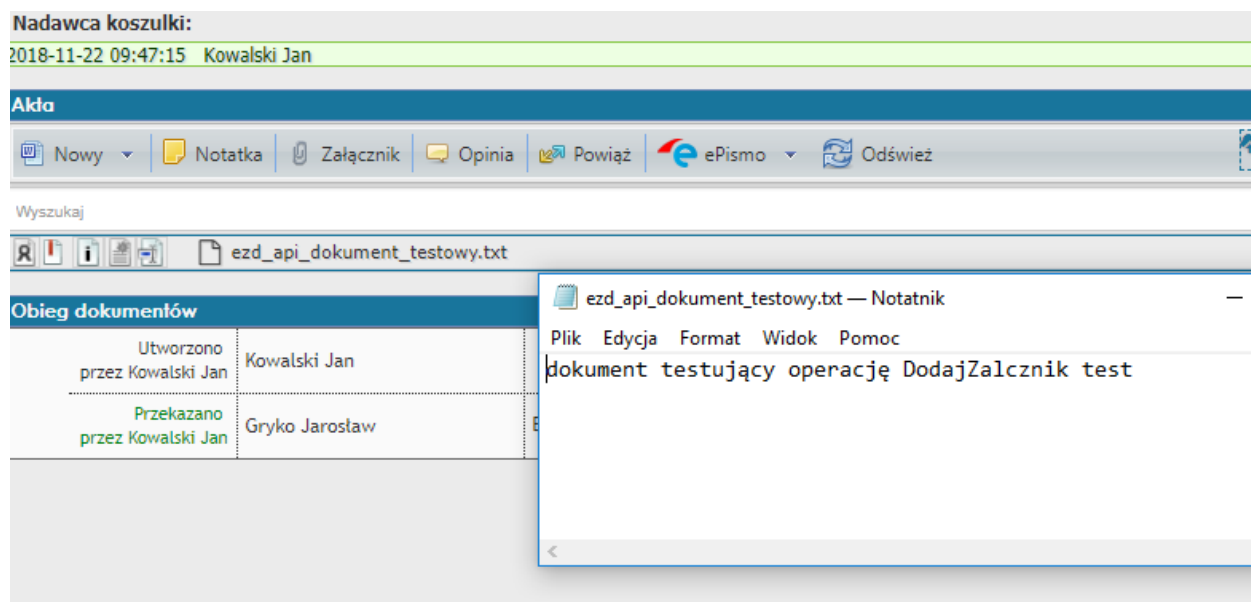 Nadawca koszulki:
2018-11-22 09:47:15 Kowalski Jan
Akta
Nowy Notatka Załącznik Opinia Powiąż ePismo Odśwież
Wyszukaj
ezd_api_dokument_testowy.txt
Obieg dokumentów
Utworzono
przez Kowalski Jan
Kowalski Jan
Przekazano
przez Kowalski Jan
Gryko Jarosław
ezd_api_dokument_testowy.txt — Notatnik
Plik Edycja Format Widok Pomoc
dokument testujący operację DodajZalcznik test